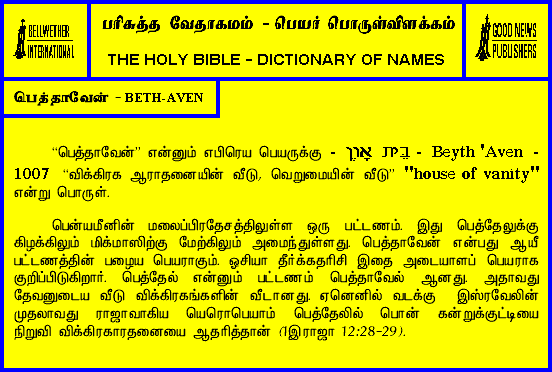 BELLWETHER
INTERNATIONAL
பரிசுத்த வேதாகமம் - பெயர் பொருள்விளக்கம்
THE HOLY BIBLE - DICTIONARY OF NAMES
GOOD NEWS
PUBLISHERS
பெத்தாவேன் - BETH-AVEN
“பெத்தாவேன்” என்னும் எபிரெய பெயருக்கு - בֵּית אָוֶן - Beyth 'Aven -
1007 “விக்கிரக ஆராதனையின் வீடு, வெறுமையின் வீடு” "house of vanity"
என்று பொருள்.
பென்யமீனின் மலைப்பிரதேசத்திலுள்ள ஒரு பட்டணம். இது பெத்தேலுக்கு
கிழக்கிலும் மிக்மாஸிற்கு மேற்கிலும் அமைந்துள்ளது. பெத்தாவேன் என்பது ஆயீ
பட்டணத்தின் பழைய பெயராகும். ஓசியா தீர்க்கதரிசி இதை அடையாளப் பெயராக
குறிப்பிடுகிறார். பெத்தேல் என்னும் பட்டணம் பெத்தாவேல் ஆனது. அதாவது
தேவனுடைய வீடு விக்கிரகங்களின் வீடானது. ஏனெனில் வடக்கு இஸ்ரவேலின்
முதலாவது ராஜாவாகிய யெரொபெயாம் பெத்தேலில் பொன் கன்றுக்குட்டியை
நிறுவி விக்கிரகாரதனையை ஆதரித்தான் (1இராஜா 12:28-29).